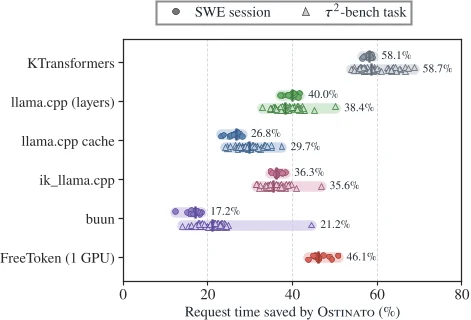 SWE session τ²-bench task
KTransformers
58.1%
58.7%
llama.cpp (layers)
40.0%
38.4%
llama.cpp cache
26.8%
29.7%
ik_llama.cpp
36.3%
35.6%
buun
17.2%
21.2%
FreeToken (1 GPU)
46.1%
0 20 40 60 80
Request time saved by OSTINATO (%)